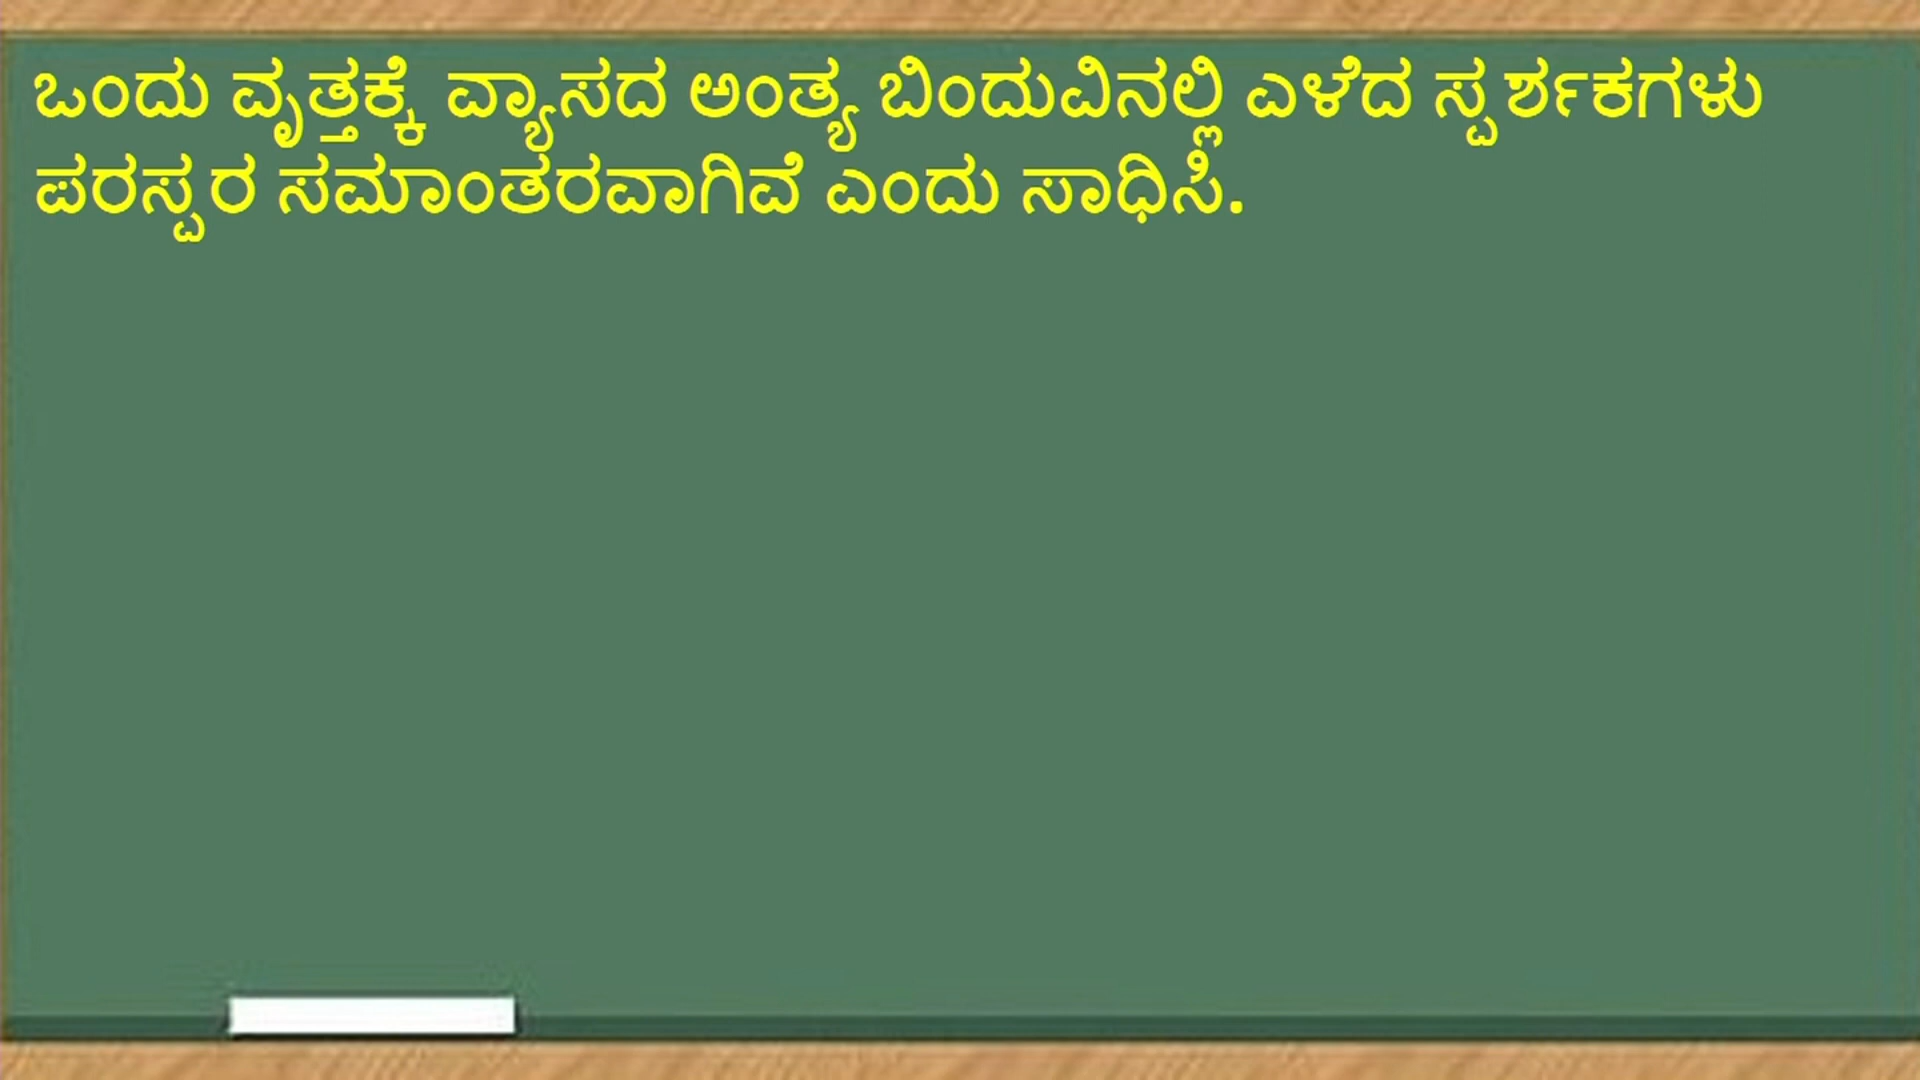 ಒಂದು ವೃತ್ತಕ್ಕೆ ವ್ಯಾಸದ ಅಂತ್ಯ ಬಿಂದುವಿನಲ್ಲಿ ಎಳೆದ ಸ್ಪರ್ಶಕಗಳು
ಪರಸ್ಪರ ಸಮಾಂತರವಾಗಿವೆ ಎಂದು ಸಾಧಿಸಿ.